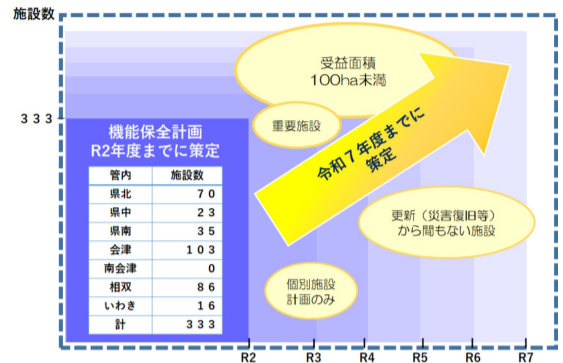 施設数
333
機能保全計画
R2年度までに策定
管内 施設数
県北 70
県中 23
県南 35
会津 103
南会津 0
相双 86
いわき 16
計 333
受益面積
100ha未満
重要施設
令和7年度までに
策定
更新（災害復旧等）
から間もない施設
個別施設
計画のみ
R2 R3 R4 R5 R6 R7